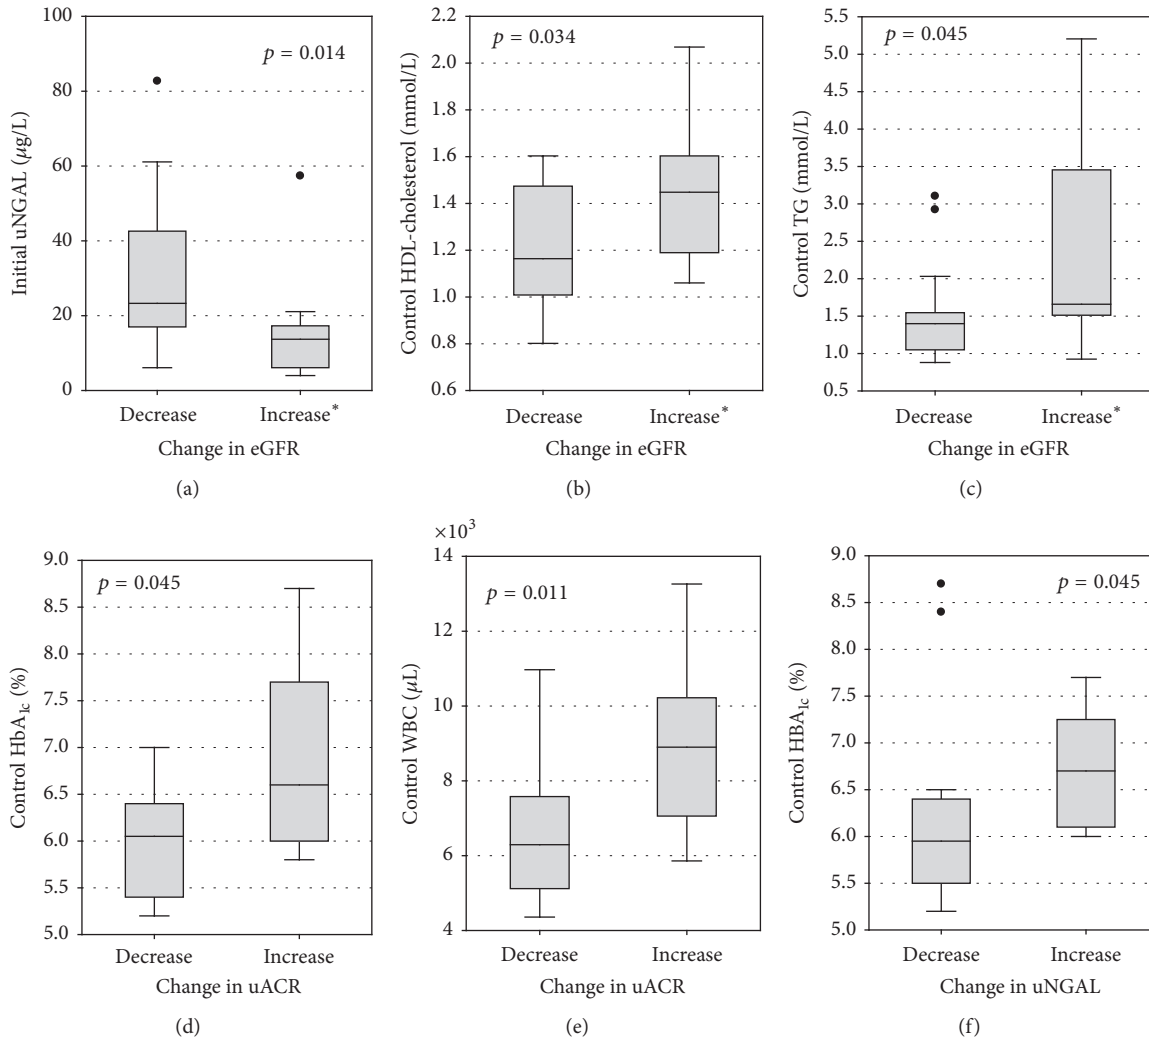 100
80
60
40
20
0
Initial uNGAL (μg/L)
p = 0.014
Decrease
Increase*
Change in eGFR
(a)
2.2
2.0
1.8
1.6
1.4
1.2
1.0
0.8
0.6
Control HDL-cholesterol (mmol/L)
p = 0.034
Decrease
Increase*
Change in eGFR
(b)
5.5
5.0
4.5
4.0
3.5
3.0
2.5
2.0
1.5
1.0
0.5
Control TG (mmol/L)
p = 0.045
Decrease
Increase*
Change in eGFR
(c)
9.0
8.5
8.0
7.5
7.0
6.5
6.0
5.5
5.0
Control HbA1c (%)
p = 0.045
Decrease
Increase
Change in uACR
(d)
×10³
14
12
10
8
6
4
Control WBC (μL)
p = 0.011
Decrease
Increase
Change in uACR
(e)
9.0
8.5
8.0
7.5
7.0
6.5
6.0
5.5
5.0
Control HBA1c (%)
p = 0.045
Decrease
Increase
Change in uNGAL
(f)